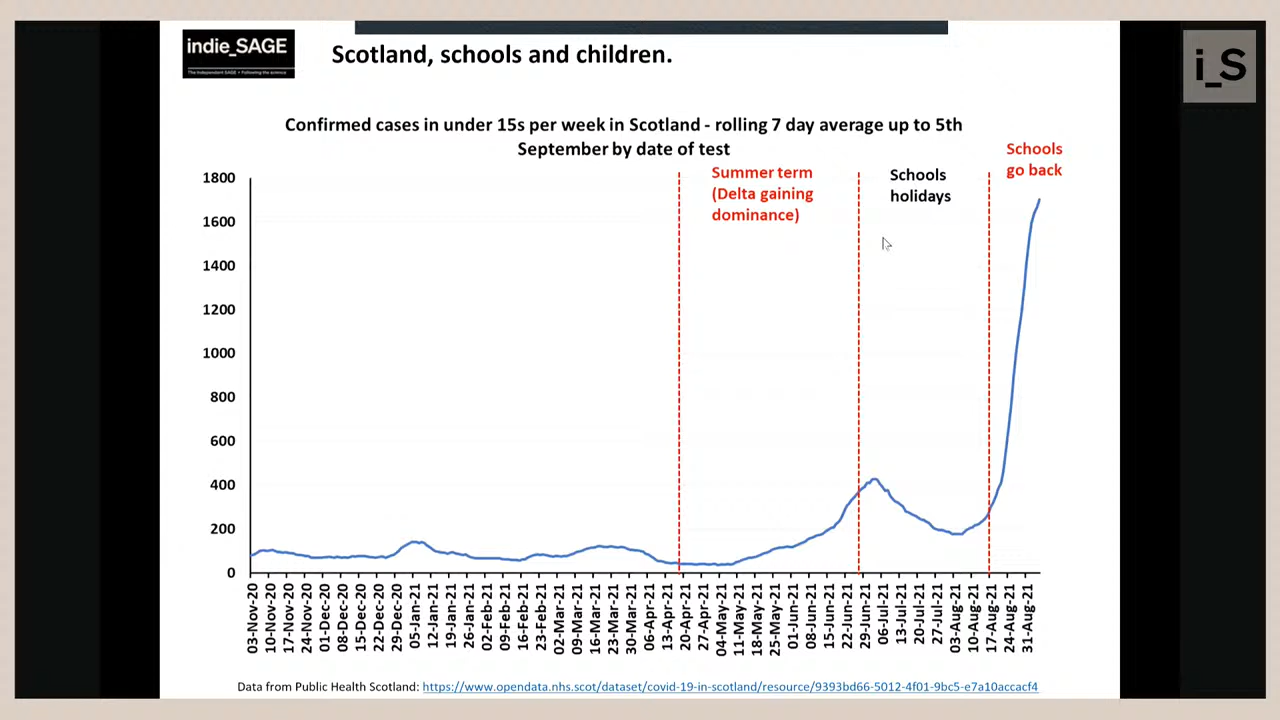 indie_SAGE
The Independent SAGE • Following the science
i_S
Scotland, schools and children.
Confirmed cases in under 15s per week in Scotland - rolling 7 day average up to 5th
September by date of test
Summer term
(Delta gaining
dominance)
Schools
holidays
Schools
go back
1800
1600
1400
1200
1000
800
600
400
200
0
03-Nov-20
10-Nov-20
17-Nov-20
24-Nov-20
01-Dec-20
08-Dec-20
15-Dec-20
22-Dec-20
29-Dec-20
05-Jan-21
12-Jan-21
19-Jan-21
26-Jan-21
02-Feb-21
09-Feb-21
16-Feb-21
23-Feb-21
02-Mar-21
09-Mar-21
16-Mar-21
23-Mar-21
30-Mar-21
06-Apr-21
13-Apr-21
20-Apr-21
27-Apr-21
04-May-21
11-May-21
18-May-21
25-May-21
01-Jun-21
08-Jun-21
15-Jun-21
22-Jun-21
29-Jun-21
06-Jul-21
13-Jul-21
20-Jul-21
27-Jul-21
03-Aug-21
10-Aug-21
17-Aug-21
24-Aug-21
31-Aug-21
Data from Public Health Scotland: https://www.opendata.nhs.scot/dataset/covid-19-in-scotland/resource/9393bd66-5012-4f01-9bc5-e7a10accacf4